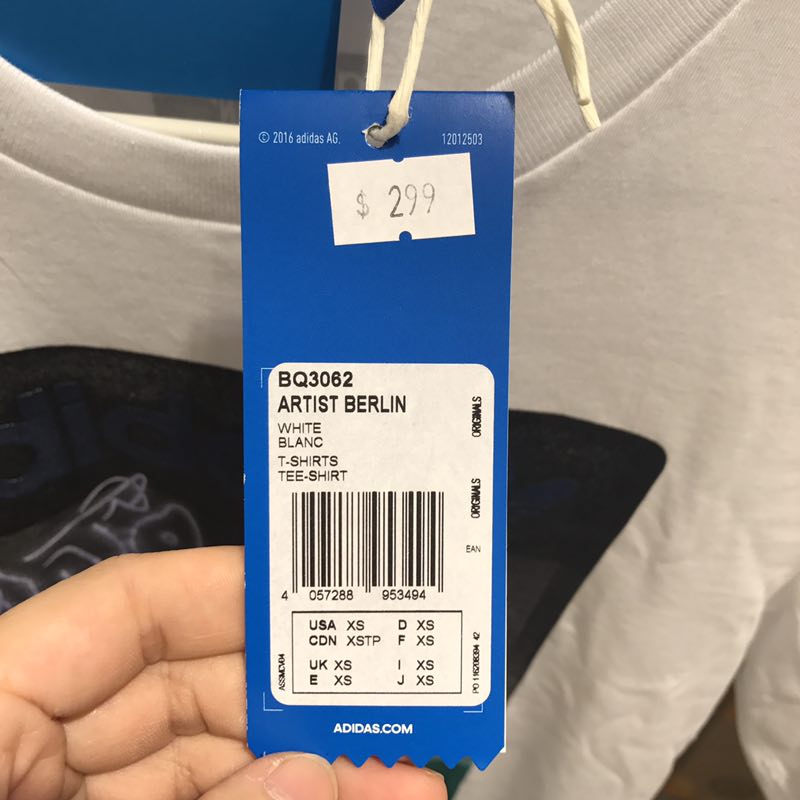 © 2016 adidas AG.
12012503
$ 299
BQ3062
ARTIST BERLIN
WHITE
BLANC
T-SHIRTS
TEE-SHIRT
ORIGINALS
ORIGINALS
EAN
4 057288 953494
USA XS D XS
CDN XSTP F XS
UK XS I XS
E XS J XS
ADIDAS.COM